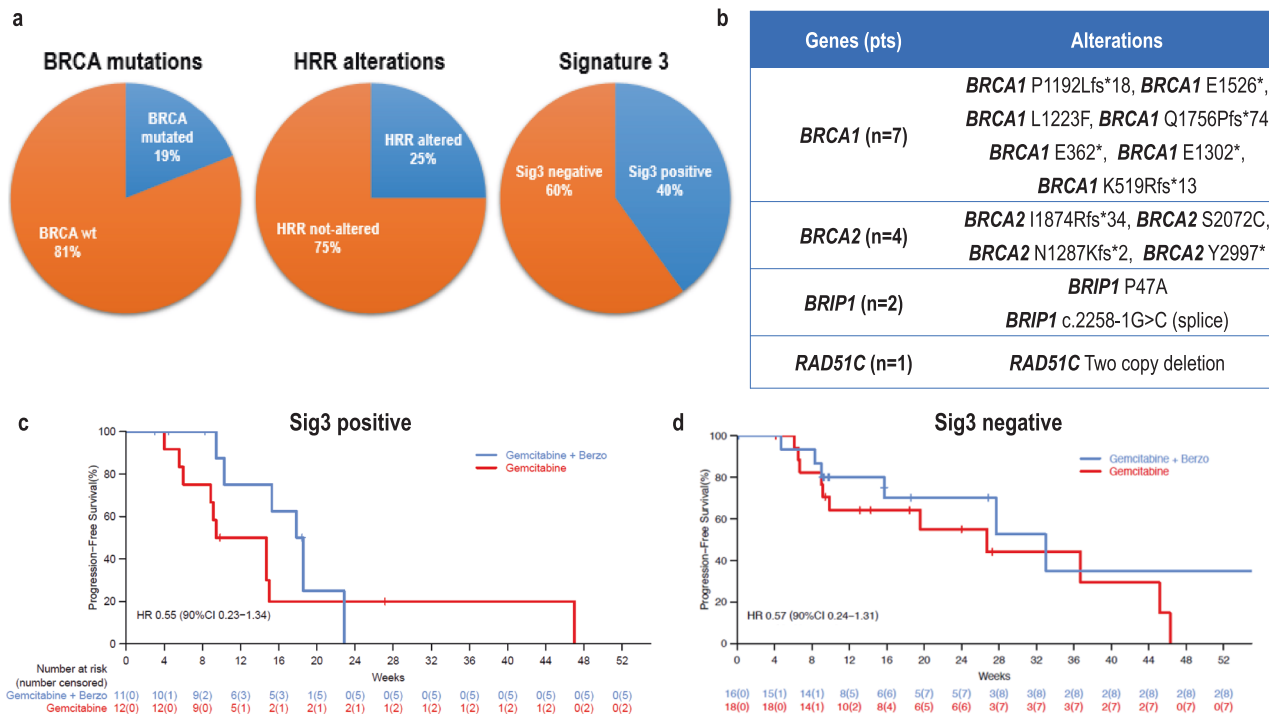 a
BRCA mutations
BRCA
mutated
19%
BRCA wt
81%
HRR alterations
HRR altered
25%
HRR not-altered
75%
Signature 3
Sig3 negative
60%
Sig3 positive
40%
b
Genes (pts) Alterations
BRCA1 (n=7)
BRCA1 P1192Lfs*18, BRCA1 E1526*,
BRCA1 L1223F, BRCA1 Q1756Pfs*74
BRCA1 E362*, BRCA1 E1302*,
BRCA1 K519Rfs*13
BRCA2 (n=4)
BRCA2 I1874Rfs*34, BRCA2 S2072C,
BRCA2 N1287Kfs*2, BRCA2 Y2997*
BRIP1 (n=2)
BRIP1 P47A
BRIP1 c.2258-1G>C (splice)
RAD51C (n=1) RAD51C Two copy deletion
c
Sig3 positive
Progression-Free Survival(%)
100
80
60
40
20
0
Gemcitabine + Berzo
Gemcitabine
HR 0.55 (90%CI 0.23-1.34)
0 4 8 12 16 20 24 28 32 36 40 44 48 52
Weeks
Number at risk
(number censored)
Gemcitabine + Berzo 11(0) 10(1) 9(2) 6(3) 5(3) 1(5) 0(5) 0(5) 0(5) 0(5) 0(5) 0(5) 0(5) 0(5)
Gemcitabine 12(0) 12(0) 9(0) 5(1) 2(1) 2(1) 2(1) 1(2) 1(2) 1(2) 1(2) 1(2) 0(2) 0(2)
d
Sig3 negative
Progression-Free Survival(%)
100
80
60
40
20
0
Gemcitabine + Berzo
Gemcitabine
HR 0.57 (90%CI 0.24-1.31)
0 4 8 12 16 20 24 28 32 36 40 44 48 52
Weeks
16(0) 15(1) 14(1) 8(5) 6(6) 5(7) 5(7) 3(8) 3(8) 2(8) 2(8) 2(8) 2(8) 2(8)
18(0) 18(0) 14(1) 10(2) 8(4) 6(5) 6(6) 3(7) 3(7) 3(7) 2(7) 2(7) 0(7) 0(7)